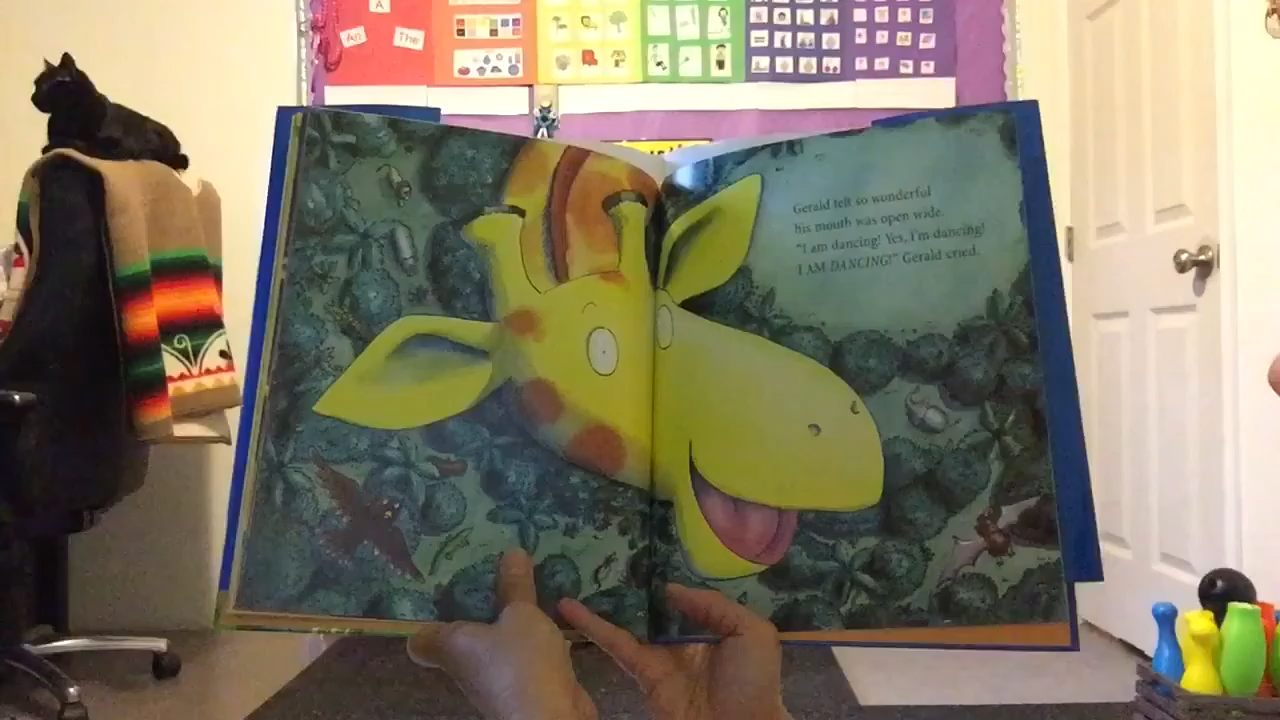 A
An
The
Gerald felt so wonderful
his mouth was open wide.
"I am dancing! Yes, I'm dancing!
I AM DANCING!" Gerald cried.